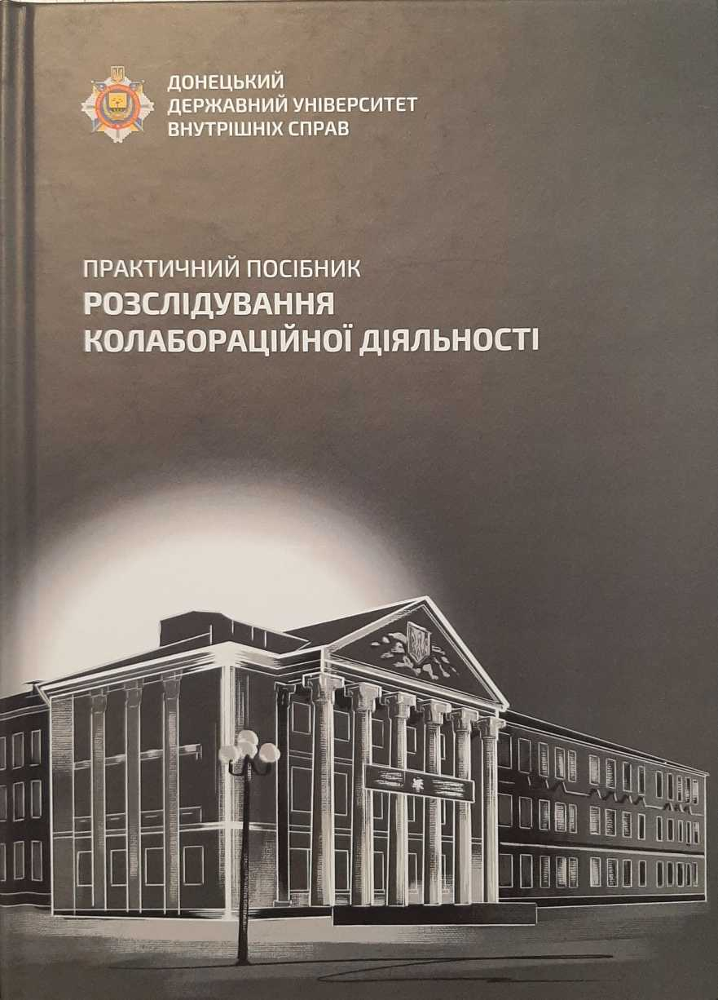 ДОНЕЦЬКИЙ
ДЕРЖАВНИЙ УНІВЕРСИТЕТ
ВНУТРІШНІХ СПРАВ
ПРАКТИЧНИЙ ПОСІБНИК
РОЗСЛІДУВАННЯ
КОЛАБОРАЦІЙНОЇ ДІЯЛЬНОСТІ